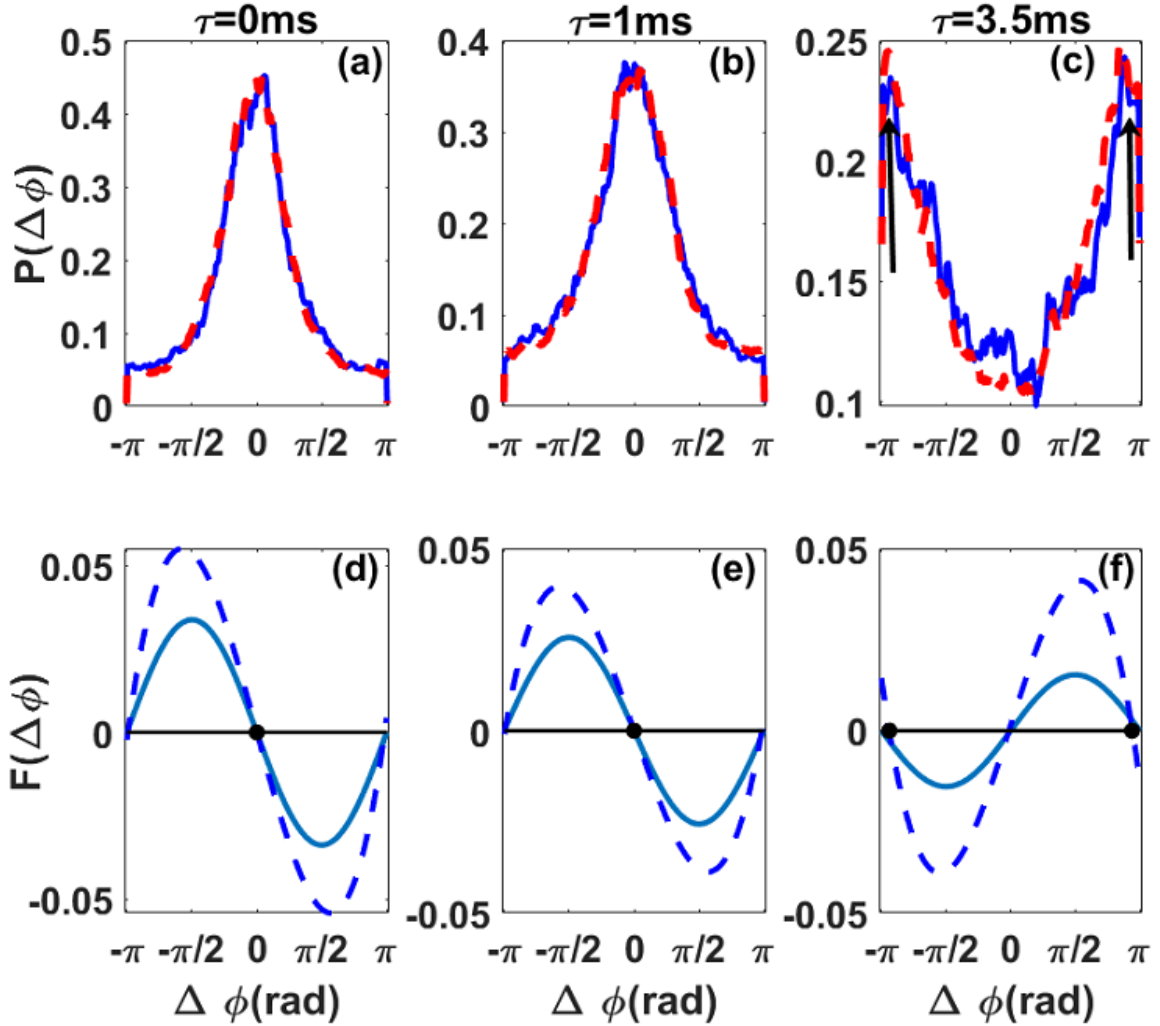 τ=0ms τ=1ms τ=3.5ms
(a) (b) (c)
P(Δϕ)
0.5 0.4 0.25
0.4 0.3 0.2
0.3 0.2 0.15
0.2 0.1 0.1
0.1 0
0
-π -π/2 0 π/2 π -π -π/2 0 π/2 π -π -π/2 0 π/2 π
(d) (e) (f)
F(Δϕ)
0.05 0.05 0.05
0 0 0
-0.05 -0.05 -0.05
-π -π/2 0 π/2 π -π -π/2 0 π/2 π -π -π/2 0 π/2 π
Δ ϕ(rad) Δ ϕ(rad) Δ ϕ(rad)